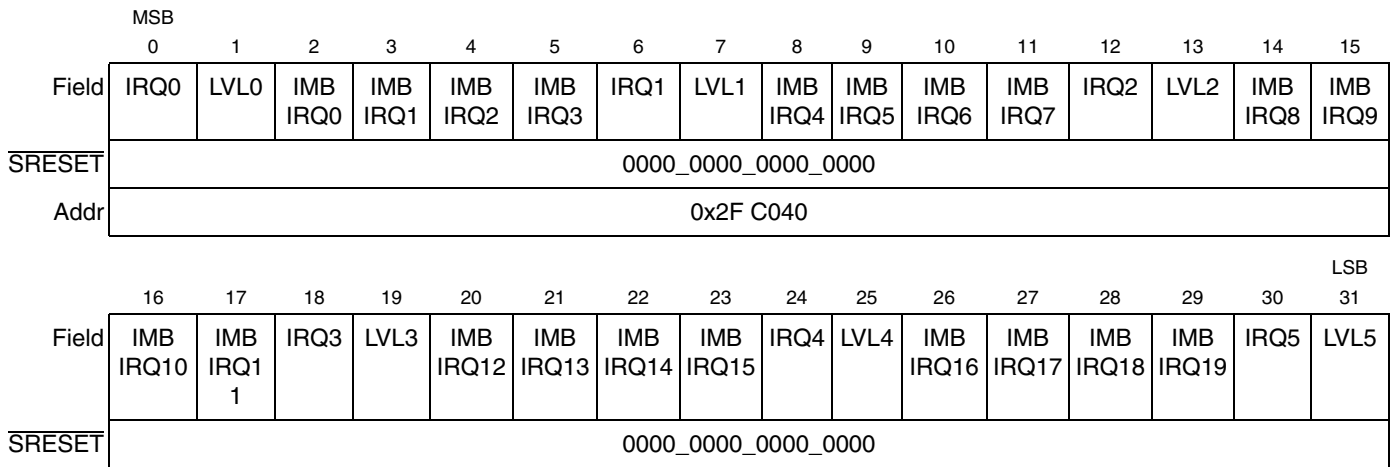 MSB
0 1 2 3 4 5 6 7 8 9 10 11 12 13 14 15
Field IRQ0 LVL0 IMB IRQ0 IMB IRQ1 IMB IRQ2 IMB IRQ3 IRQ1 LVL1 IMB IRQ4 IMB IRQ5 IMB IRQ6 IMB IRQ7 IRQ2 LVL2 IMB IRQ8 IMB IRQ9
SRESET 0000_0000_0000_0000
Addr 0x2F C040
LSB
16 17 18 19 20 21 22 23 24 25 26 27 28 29 30 31
Field IMB IRQ10 IMB IRQ1 1 IRQ3 LVL3 IMB IRQ12 IMB IRQ13 IMB IRQ14 IMB IRQ15 IRQ4 LVL4 IMB IRQ16 IMB IRQ17 IMB IRQ18 IMB IRQ19 IRQ5 LVL5
SRESET 0000_0000_0000_0000